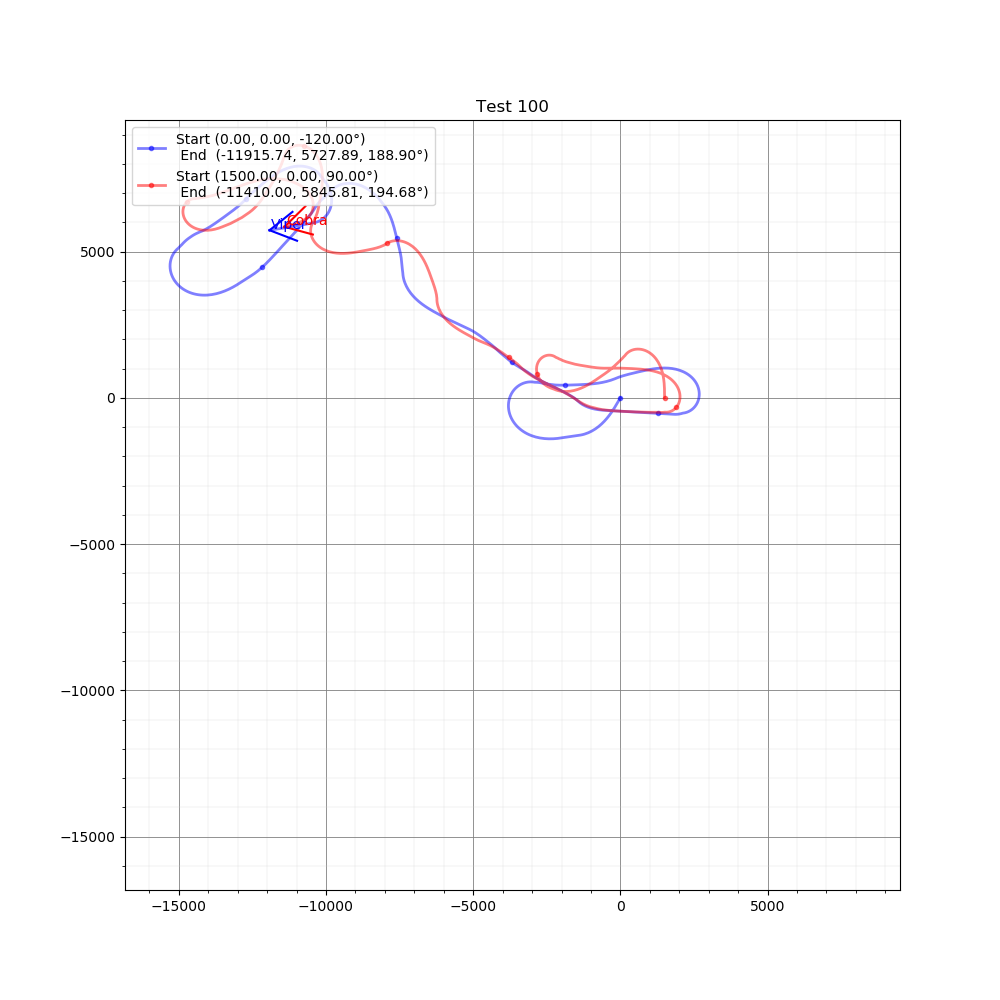 Test 100
Start (0.00, 0.00, -120.00°)
End (-11915.74, 5727.89, 188.90°)
Start (1500.00, 0.00, 90.00°)
End (-11410.00, 5845.81, 194.68°)
Viper
Cobra
5000
0
−5000
−10000
−15000
−15000
−10000
−5000
0
5000